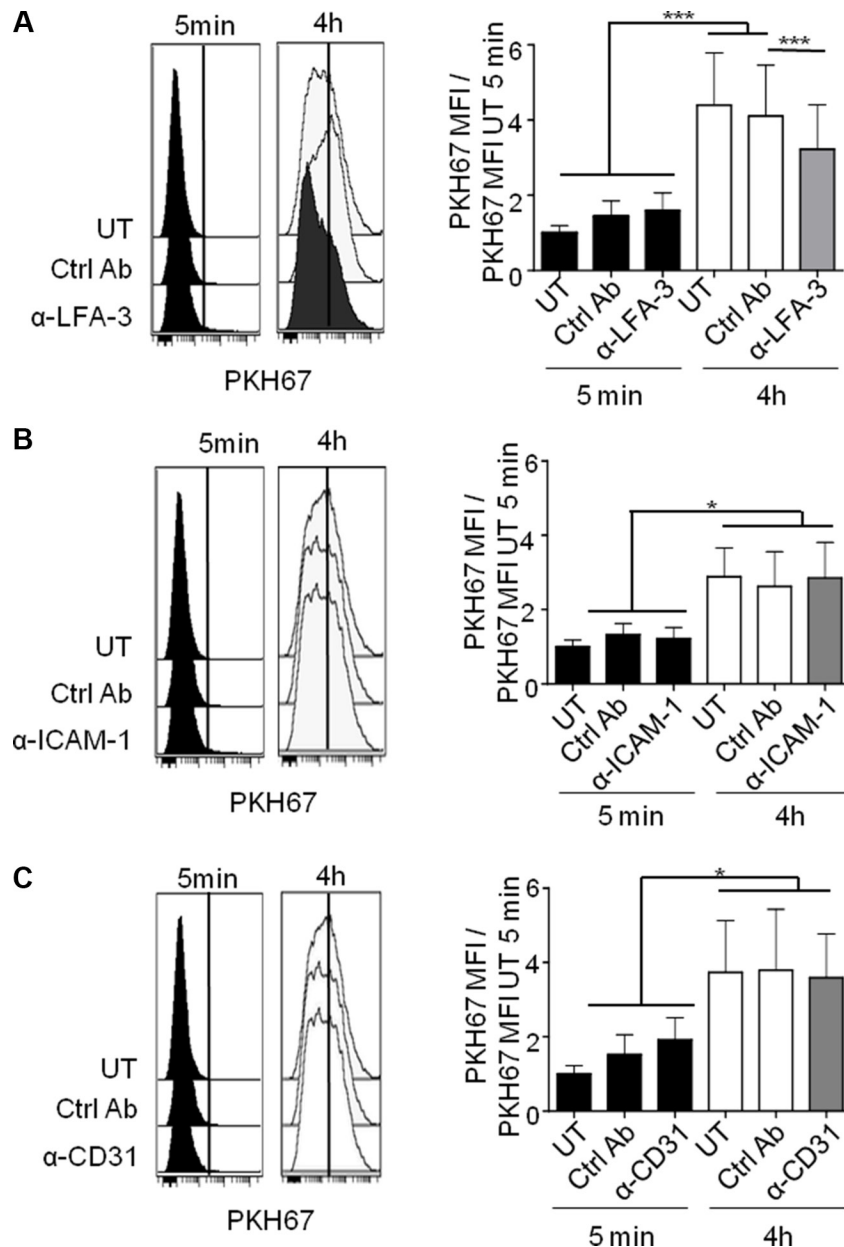 A
5min 4h
UT
Ctrl Ab
α-LFA-3
PKH67
PKH67 MFI /
PKH67 MFI UT 5 min
6
4
2
0
***
***
UT Ctrl Ab α-LFA-3 UT Ctrl Ab α-LFA-3
5 min 4h
B
5min 4h
UT
Ctrl Ab
α-ICAM-1
PKH67
PKH67 MFI /
PKH67 MFI UT 5 min
6
4
2
0
*
UT Ctrl Ab α-ICAM-1 UT Ctrl Ab α-ICAM-1
5 min 4h
C
5min 4h
UT
Ctrl Ab
α-CD31
PKH67
PKH67 MFI /
PKH67 MFI UT 5 min
6
4
2
0
*
UT Ctrl Ab α-CD31 UT Ctrl Ab α-CD31
5 min 4h